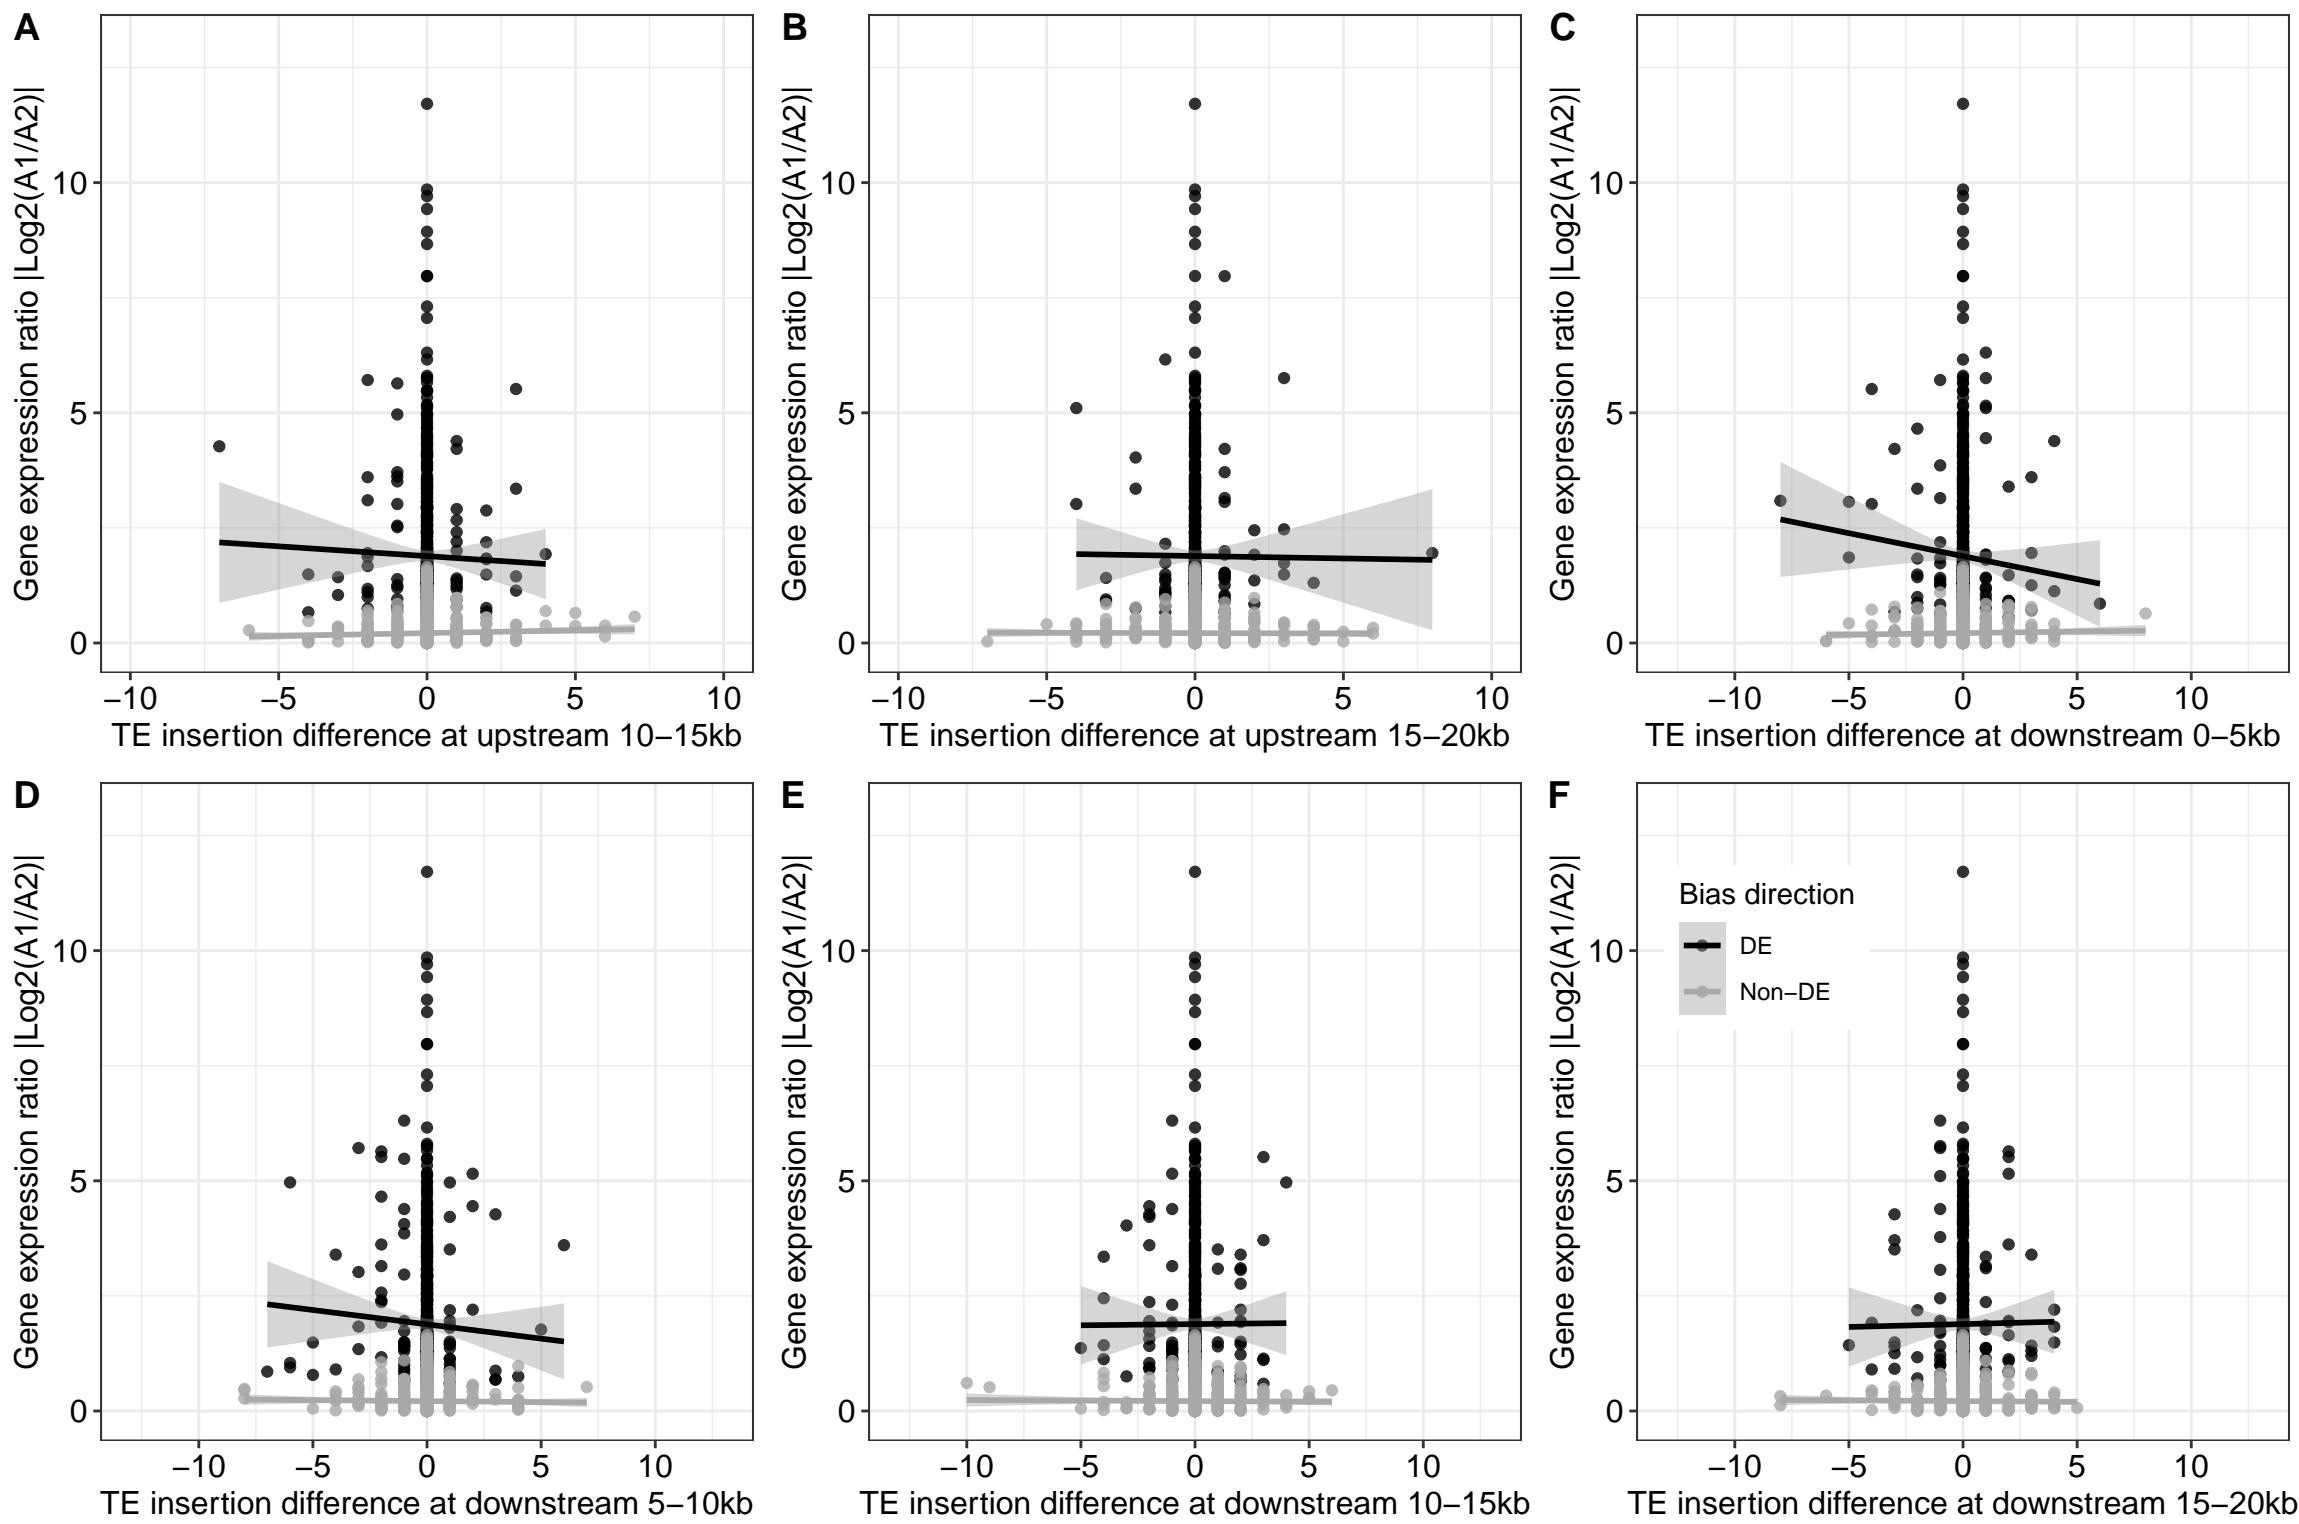 A
Gene expression ratio |Log2(A1/A2)|
10
5
0
−10 −5 0 5 10
TE insertion difference at upstream 10−15kb
B
Gene expression ratio |Log2(A1/A2)|
10
5
0
−10 −5 0 5 10
TE insertion difference at upstream 15−20kb
C
Gene expression ratio |Log2(A1/A2)|
10
5
0
−10 −5 0 5 10
TE insertion difference at downstream 0−5kb
D
Gene expression ratio |Log2(A1/A2)|
10
5
0
−10 −5 0 5 10
TE insertion difference at downstream 5−10kb
E
Gene expression ratio |Log2(A1/A2)|
10
5
0
−10 −5 0 5 10
TE insertion difference at downstream 10−15kb
F
Gene expression ratio |Log2(A1/A2)|
10
5
0
Bias direction
DE
Non−DE
−10 −5 0 5 10
TE insertion difference at downstream 15−20kb